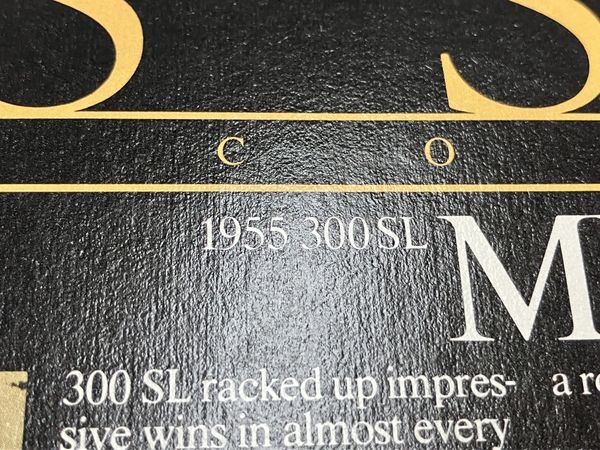 S S
C O
1955 300 SL M
300 SL racked up impres-
sive wins in almost every